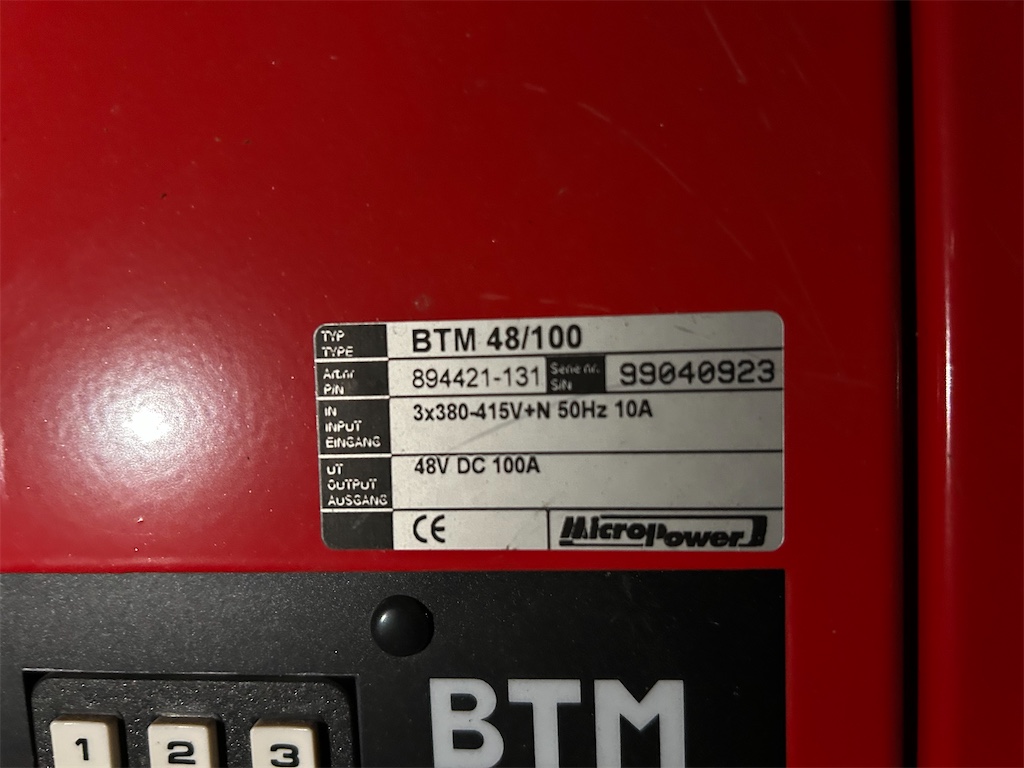 TYP
TYPE
BTM 48/100
Art.nr
P/N
894421-131
Serie nr.
S/N
99040923
IN
INPUT
EINGANG
3x380-415V+N 50Hz 10A
UT
OUTPUT
AUSGANG
48V DC 100A
CE
Micropower
BTM
1 2 3